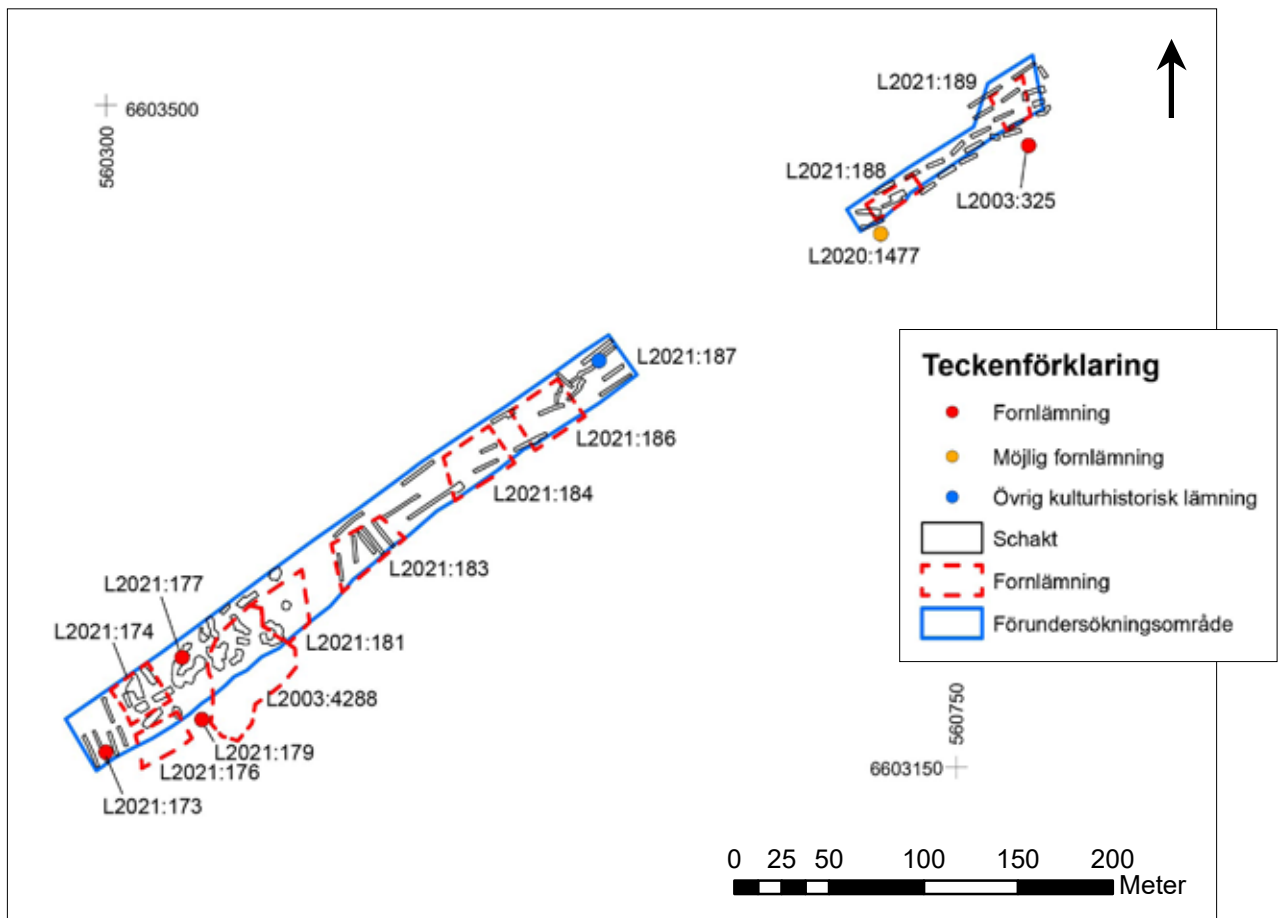 6603500
560300
L2021:189
L2021:188
L2003:325
L2020:1477
Teckenförklaring
Fornlämning
Möjlig fornlämning
Övrig kulturhistorisk lämning
Schakt
Fornlämning
Förundersökningsområde
L2021:187
L2021:186
L2021:184
L2021:183
L2021:177
L2021:174
L2021:181
L2003:4288
L2021:179
L2021:176
L2021:173
560750
6603150
0 25 50 100 150 200
Meter